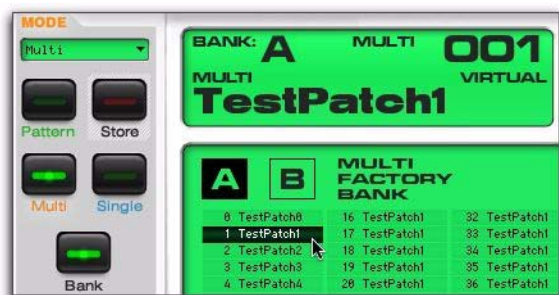 MODE
Multi
Pattern
Store
Multi
Single
Bank
BANK: A MULTI 001
MULTI VIRTUAL
TestPatch1
A B MULTI
FACTORY
BANK
0 TestPatch0 16 TestPatch1 32 TestPatch1
1 TestPatch1 17 TestPatch1 33 TestPatch1
2 TestPatch2 18 TestPatch1 34 TestPatch1
3 TestPatch3 19 TestPatch1 35 TestPatch1
4 TestPatch4 20 TestPatch1 36 TestPatch1